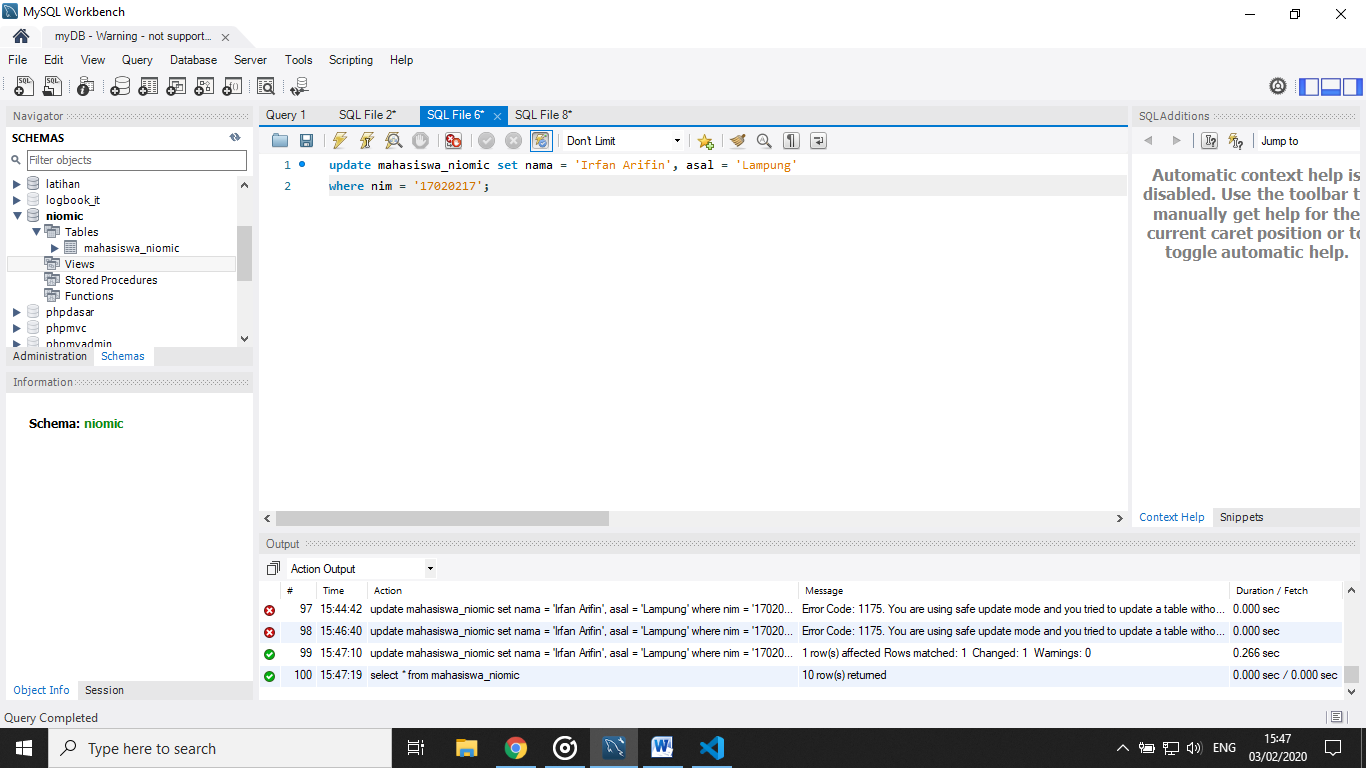 MySQL Workbench
myDB - Warning - not support...
File Edit View Query Database Server Tools Scripting Help
Navigator
SCHEMAS
Filter objects
latihan
logbook_it
niomic
Tables
mahasiswa_niomic
Views
Stored Procedures
Functions
phpdasar
phpmvc
phpmyadmin
Administration Schemas
Information
Schema: niomic
Object Info Session
Query 1 SQL File 2* SQL File 6* SQL File 8*
Don't Limit
1 update mahasiswa_niomic set nama = 'Irfan Arifin', asal = 'Lampung'
2 where nim = '17020217';
SQLAdditions
Jump to
Automatic context help is
disabled. Use the toolbar t
manually get help for the
current caret position or to
toggle automatic help.
Context Help Snippets
Output
Action Output
# Time Action Message Duration / Fetch
97 15:44:42 update mahasiswa_niomic set nama = 'Irfan Arifin', asal = 'Lampung' where nim = '17020... Error Code: 1175. You are using safe update mode and you tried to update a table witho... 0.000 sec
98 15:46:40 update mahasiswa_niomic set nama = 'Irfan Arifin', asal = 'Lampung' where nim = '17020... Error Code: 1175. You are using safe update mode and you tried to update a table witho... 0.000 sec
99 15:47:10 update mahasiswa_niomic set nama = 'Irfan Arifin', asal = 'Lampung' where nim = '17020... 1 row(s) affected Rows matched: 1 Changed: 1 Warnings: 0 0.266 sec
100 15:47:19 select * from mahasiswa_niomic 10 row(s) returned 0.000 sec / 0.000 sec
Query Completed
Type here to search
ENG
15:47
03/02/2020